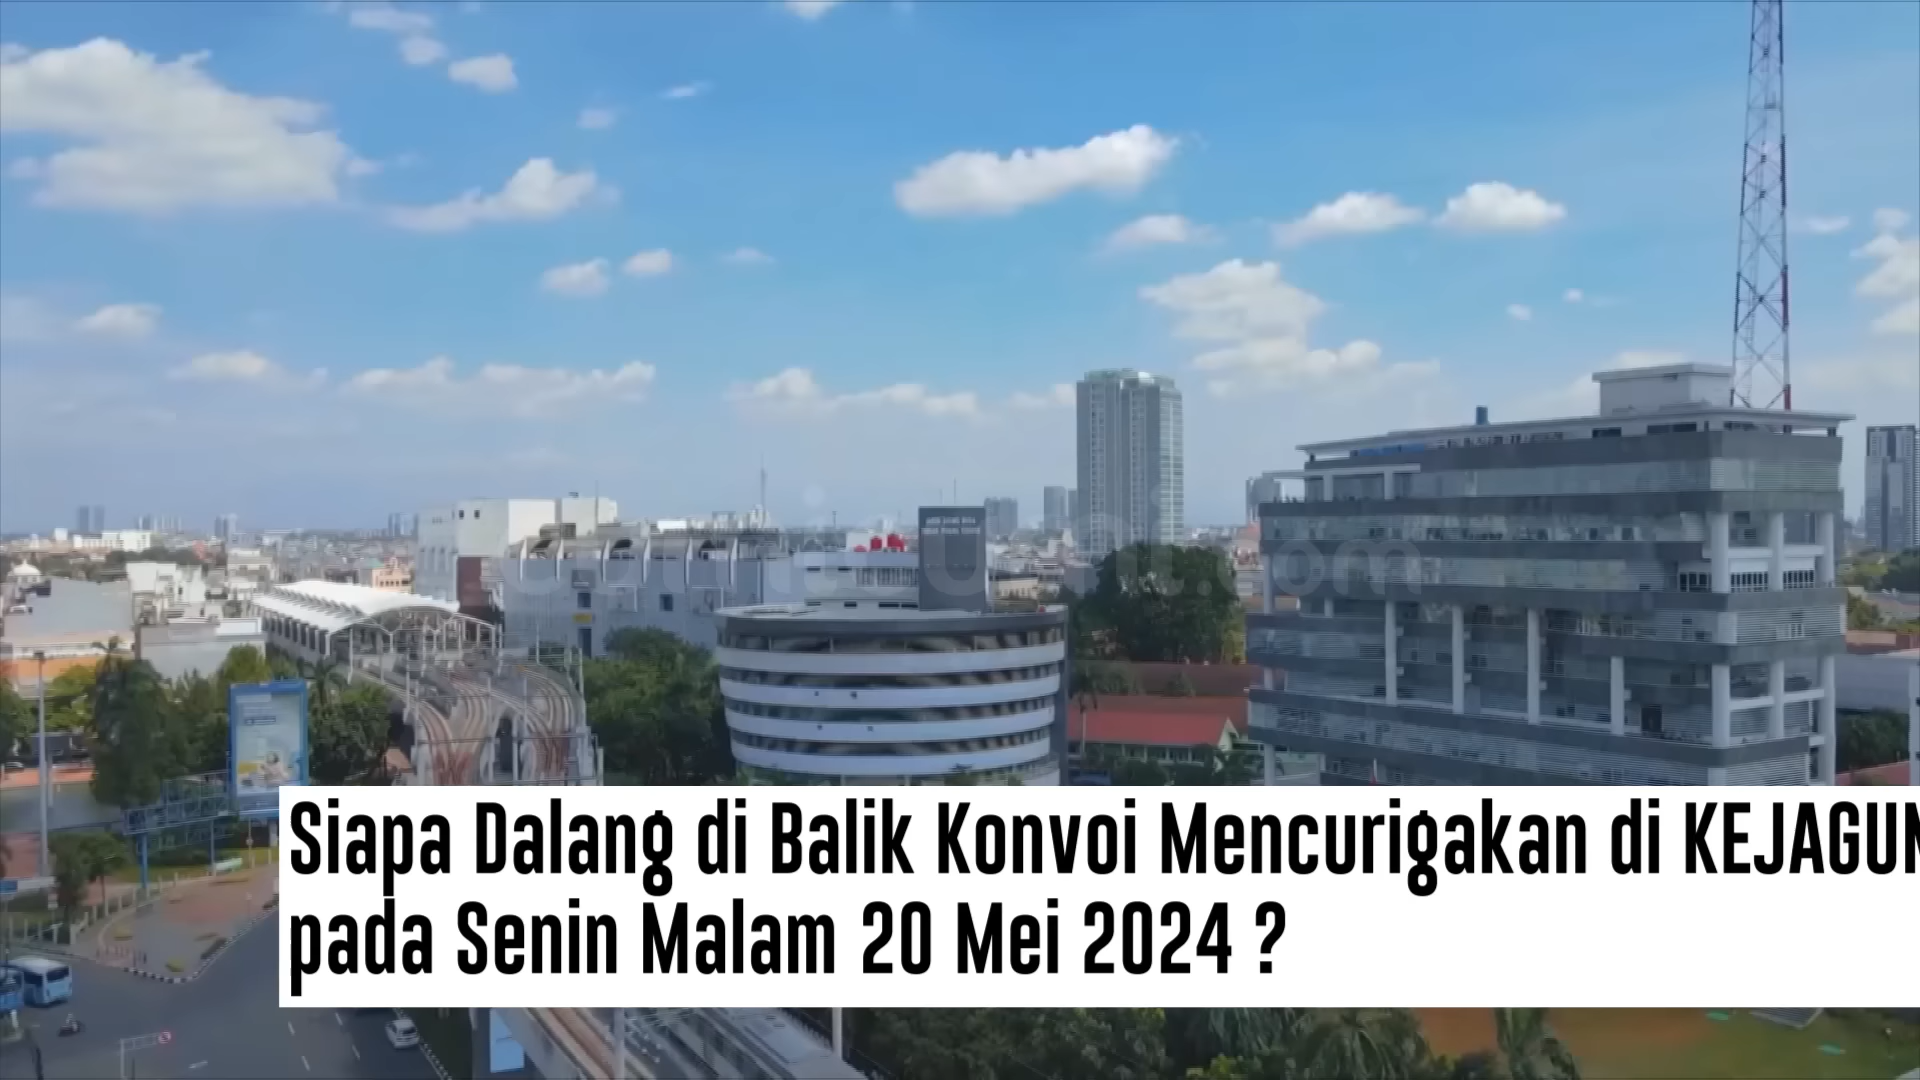 Siapa Dalang di Balik Konvoi Mencurigakan di KEJAGUN
pada Senin Malam 20 Mei 2024 ?